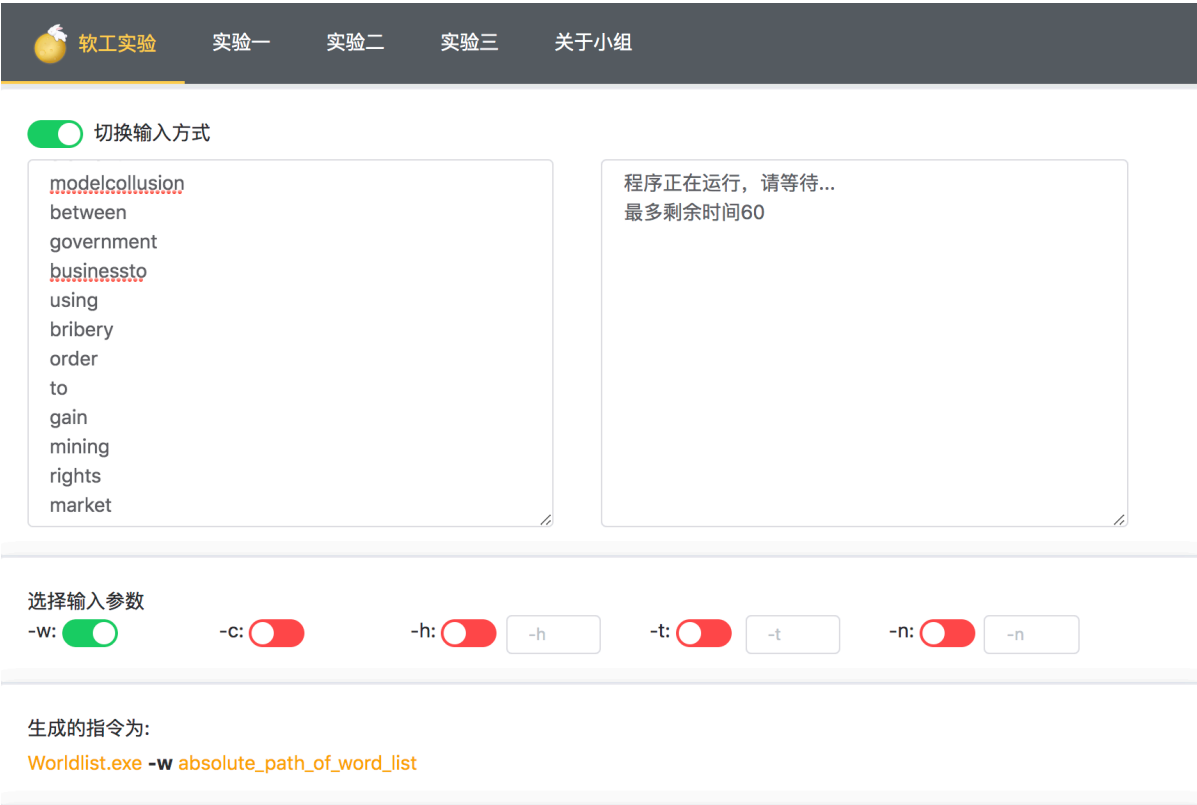 软工实验 实验一 实验二 实验三 关于小组
切换输入方式
modelcollusion
between
government
businessto
using
bribery
order
to
gain
mining
rights
market
程序正在运行，请等待...
最多剩余时间60
选择输入参数
-w: -c: -h: -h -t: -t -n: -n
生成的指令为:
Worldlist.exe -w absolute_path_of_word_list